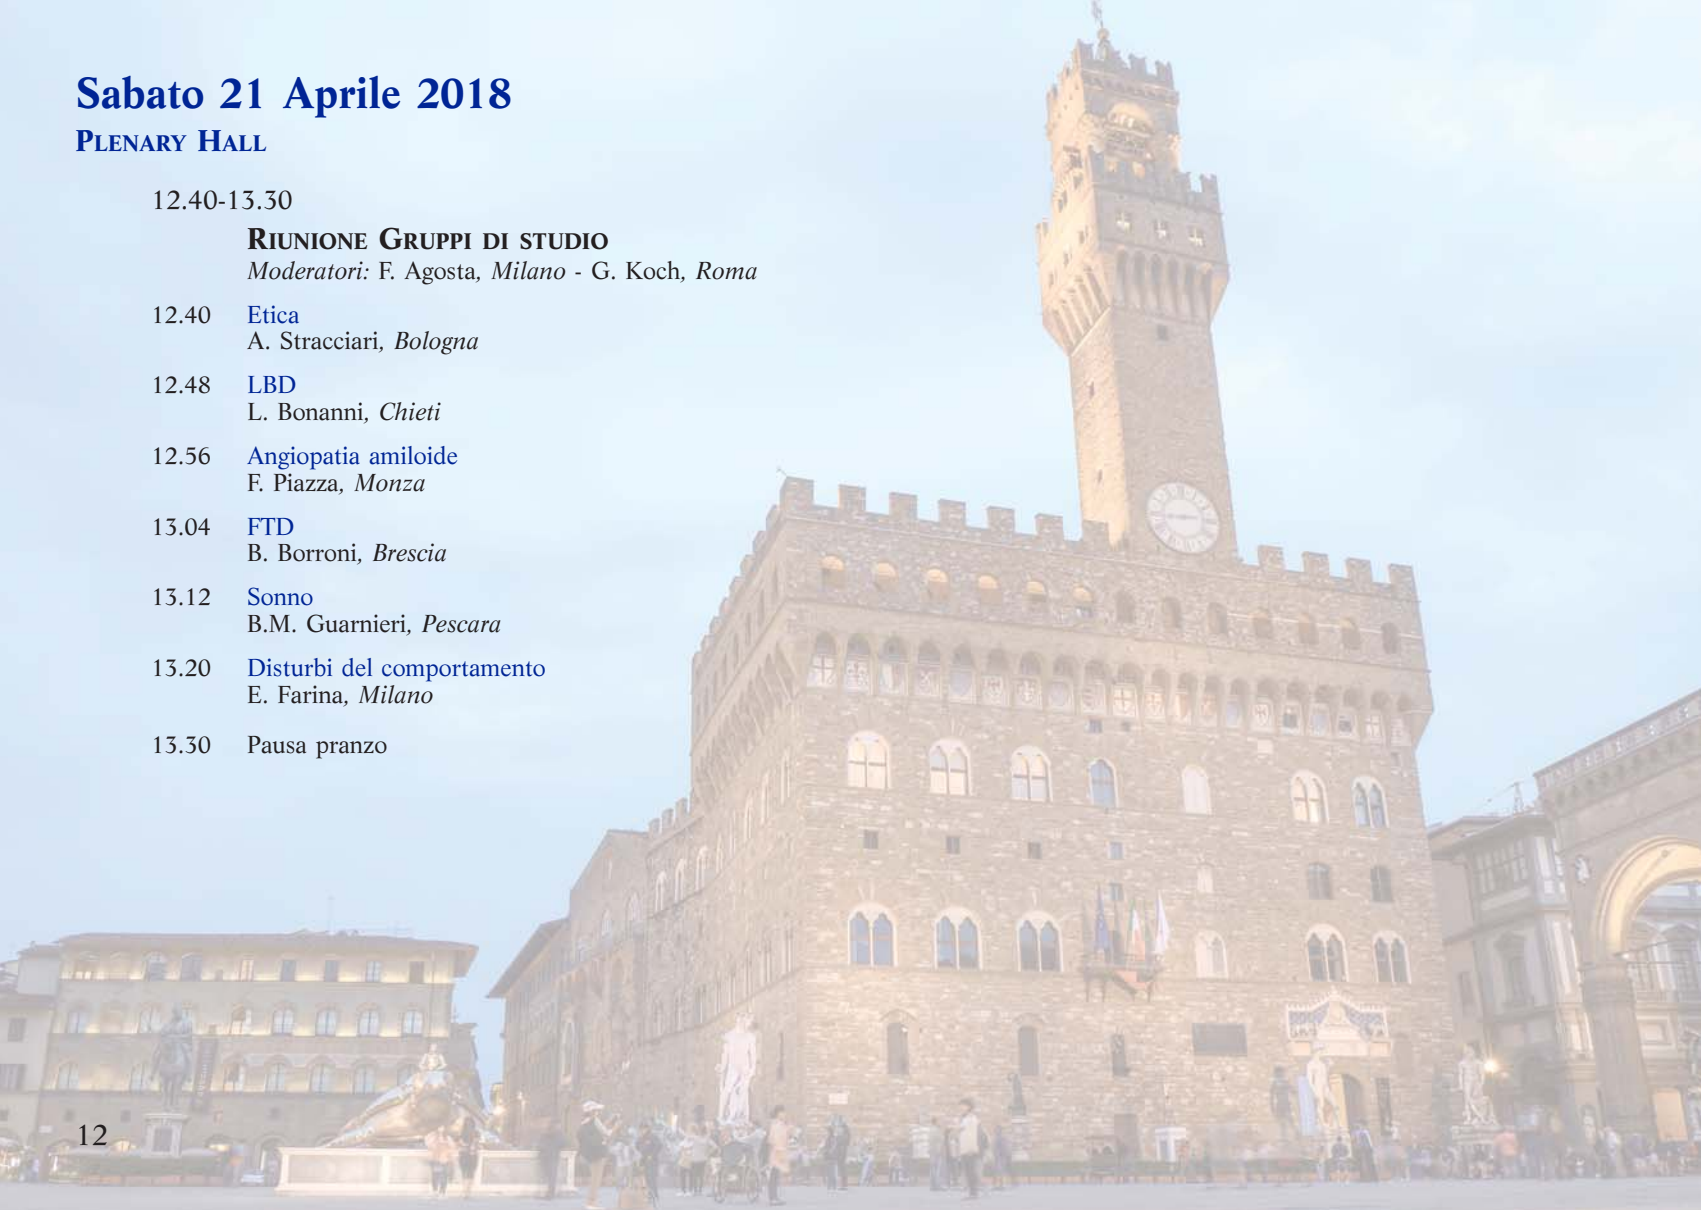 Sabato 21 Aprile 2018
PLENARY HALL
12.40-13.30
RIUNIONE GRUPPI DI STUDIO
Moderatori: F. Agosta, Milano - G. Koch, Roma
12.40 Etica
A. Stracciari, Bologna
12.48 LBD
L. Bonanni, Chieti
12.56 Angiopatia amiloide
F. Piazza, Monza
13.04 FTD
B. Borroni, Brescia
13.12 Sonno
B.M. Guarnieri, Pescara
13.20 Disturbi del comportamento
E. Farina, Milano
13.30 Pausa pranzo
12